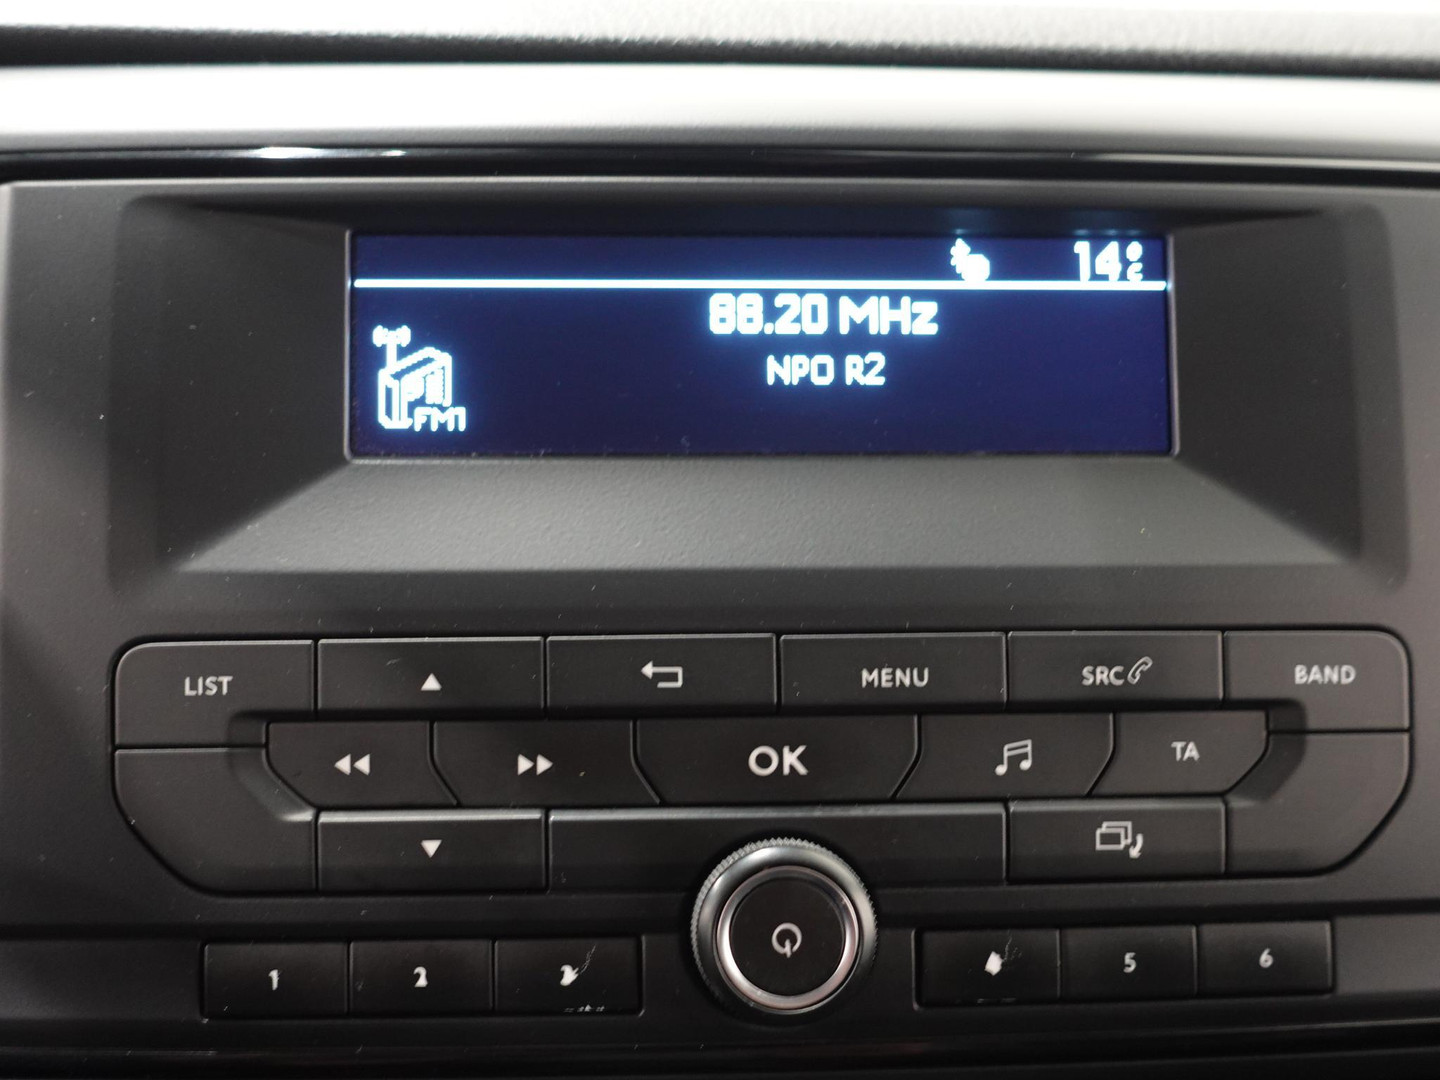 14°C
88.20 MHz
NPO R2
FM1
LIST
MENU
SRC
BAND
OK
TA
1
2
5
6